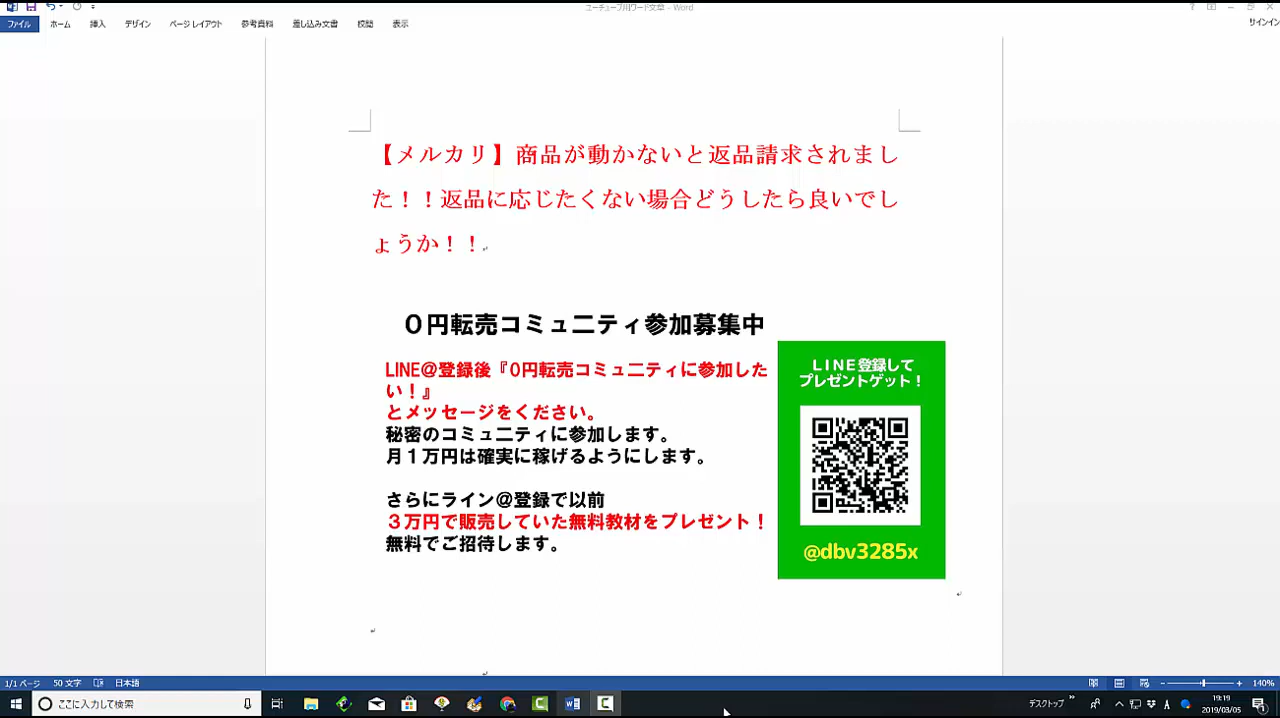 ユーチューブ用ワード文章 - Word
ファイル ホーム 挿入 デザイン ページ レイアウト 参考資料 差し込み文書 校閲 表示
サインイン
【メルカリ】商品が動かないと返品請求されまし
た！！返品に応じたくない場合どうしたら良いでし
ょうか！！
０円転売コミュニティ参加募集中
LINE@登録後『０円転売コミュニティに参加した
い！』
とメッセージをください。
秘密のコミュニティに参加します。
月１万円は確実に稼げるようにします。
さらにライン@登録で以前
３万円で販売していた無料教材をプレゼント！
無料でご招待します。
ＬＩＮＥ登録して
プレゼントゲット！
@dbv3285x
1/1 ページ 50 文字 日本語
140%
ここに入力して検索
デスクトップ
19:19
2019/03/05